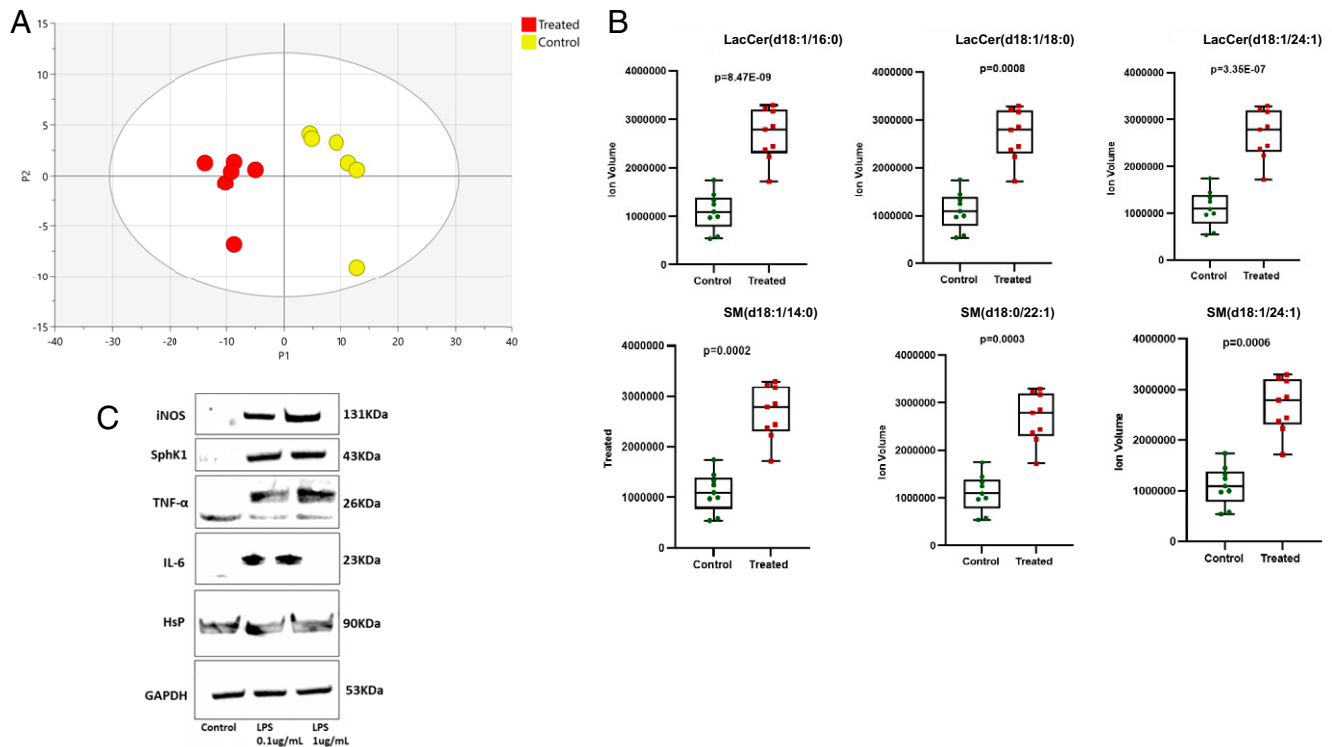 A
Treated
Control
15
10
5
0
-5
-10
-15
P2
-40
-30
-20
-10
0
10
20
30
40
P1
B
LacCer(d18:1/16:0)
p=8.47E-09
4000000
3000000
2000000
1000000
0
Ion Volume
Control
Treated
LacCer(d18:1/18:0)
p=0.0008
4000000
3000000
2000000
1000000
0
Ion Volume
Control
Treated
LacCer(d18:1/24:1)
p=3.35E-07
4000000
3000000
2000000
1000000
0
Ion Volume
Control
Treated
SM(d18:1/14:0)
p=0.0002
4000000
3000000
2000000
1000000
0
Treated
Control
Treated
SM(d18:0/22:1)
p=0.0003
4000000
3000000
2000000
1000000
0
Ion Volume
Control
Treated
SM(d18:1/24:1)
p=0.0006
4000000
3000000
2000000
1000000
0
Ion Volume
Control
Treated
C
iNOS
131KDa
SphK1
43KDa
TNF-α
26KDa
IL-6
23KDa
HsP
90KDa
GAPDH
53KDa
Control
LPS
0.1ug/mL
LPS
1ug/mL